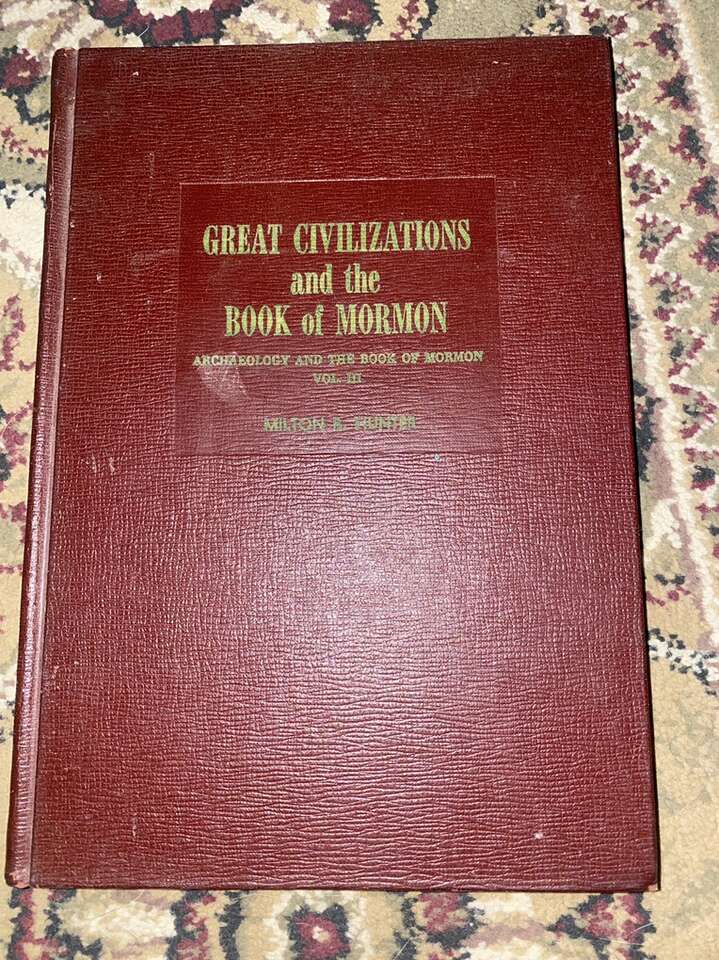 GREAT CIVILIZATIONS
and the
BOOK of MORMON
ARCHAEOLOGY AND THE BOOK OF MORMON
VOL. III
MILTON R. HUNTER